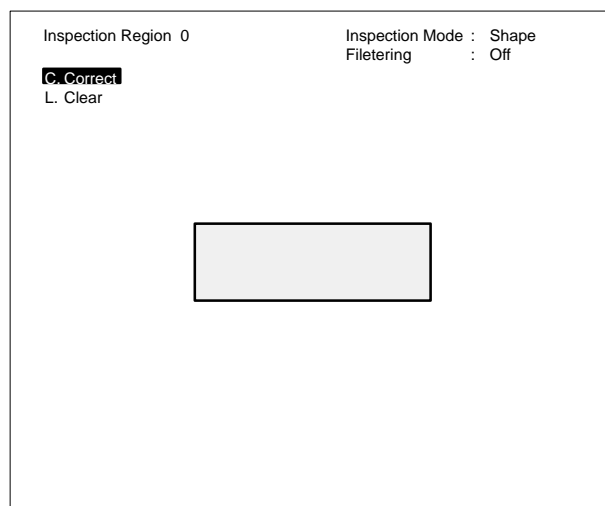 Inspection Region 0
Inspection Mode : Shape
Filetering : Off
C. Correct
L. Clear